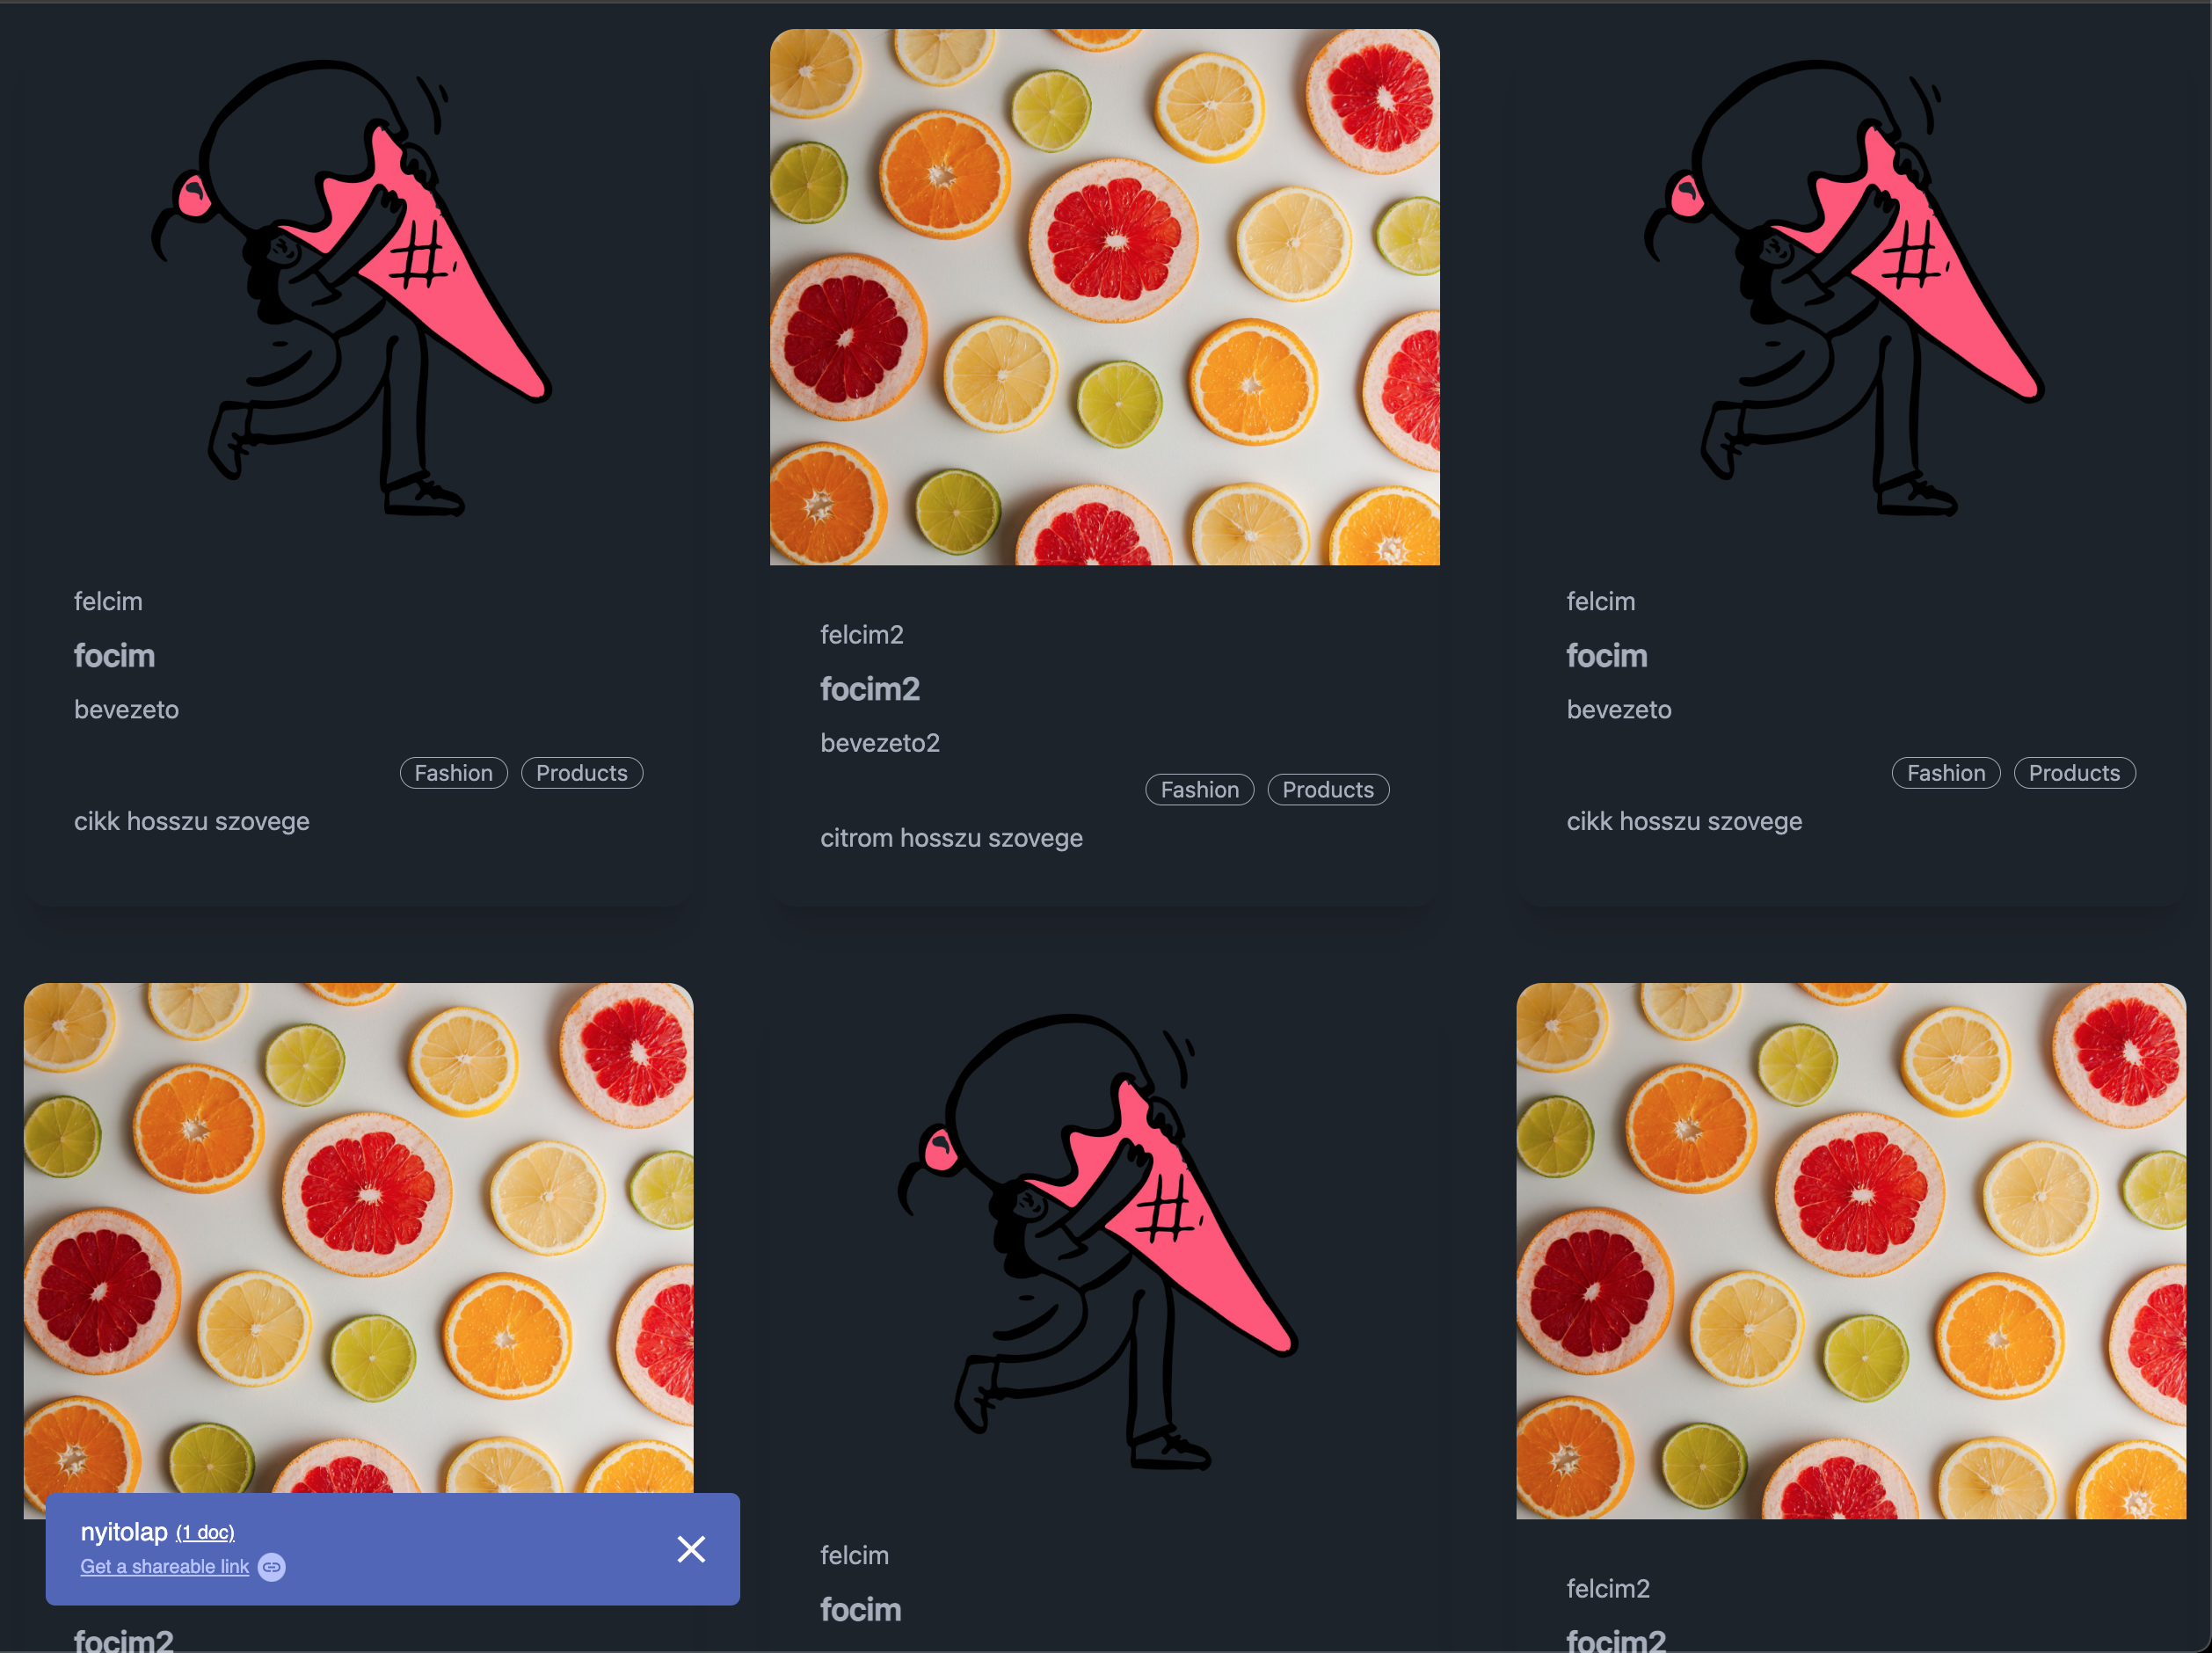 felcim
focim
bevezeto
Fashion Products
cikk hosszu szovege
felcim2
focim2
bevezeto2
Fashion Products
citrom hosszu szovege
felcim
focim
bevezeto
Fashion Products
cikk hosszu szovege
nyitolap (1 doc)
Get a shareable link
focim2
felcim
focim
felcim2
focim2